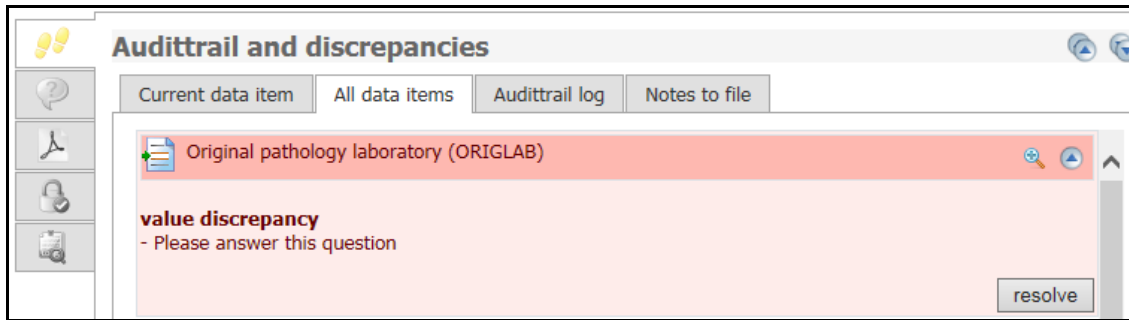 Audittrail and discrepancies
Current data item All data items Audittrail log Notes to file
Original pathology laboratory (ORIGLAB)
value discrepancy
- Please answer this question
resolve